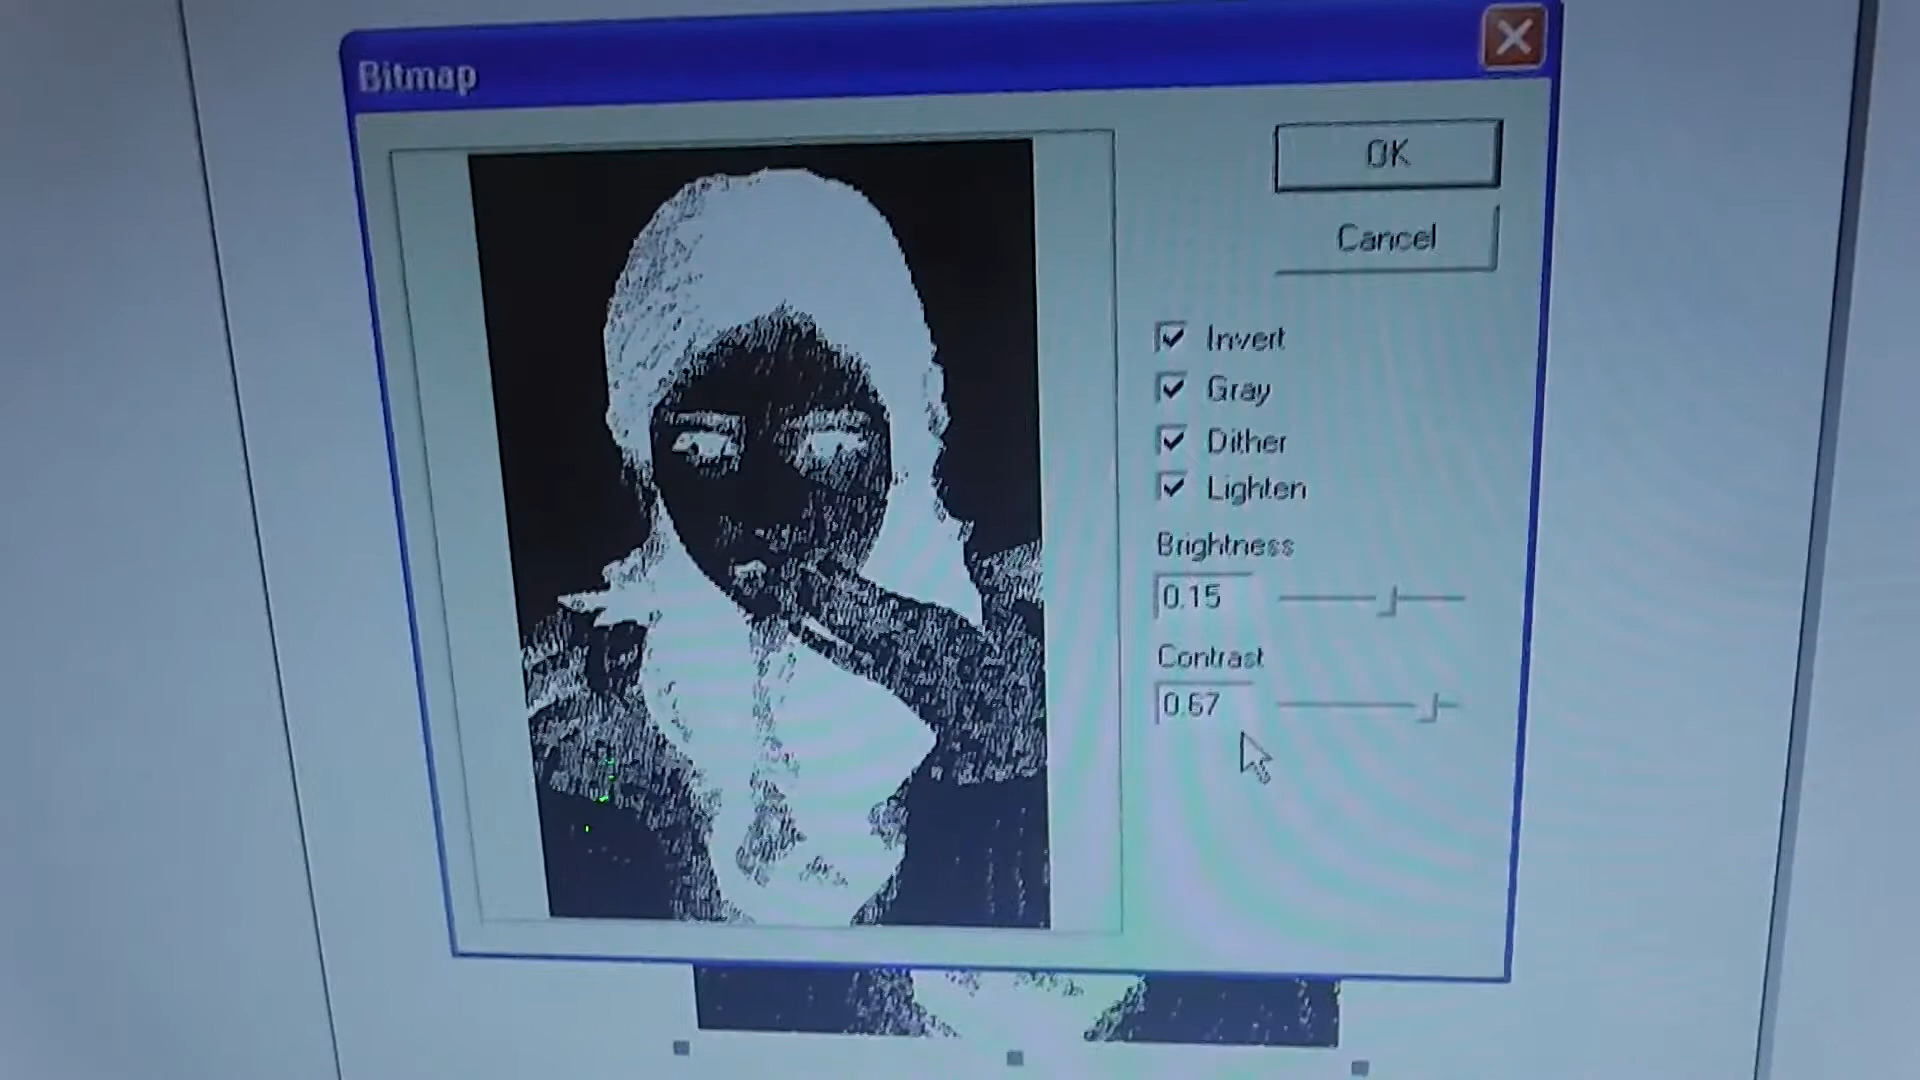 Bitmap
OK
Cancel
Invert
Gray
Dither
Lighten
Brightness
0.15
Contrast
0.67